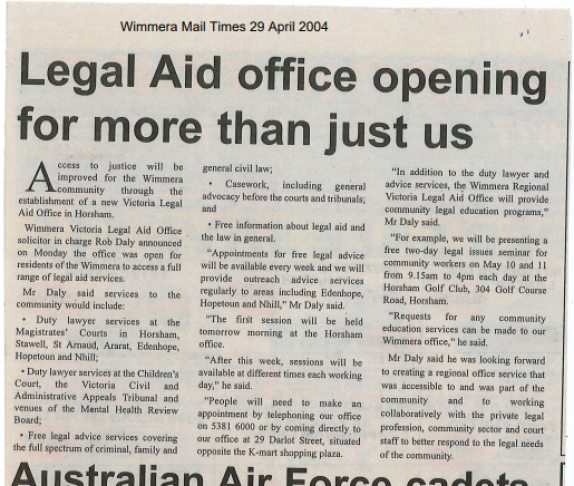 Wimmera Mail Times 29 April 2004
Legal Aid office opening
for more than just us
Access to justice will be
improved for the Wimmera
community through the
establishment of a new Victoria Legal
Aid Office in Horsham.
Wimmera Victoria Legal Aid Office
solicitor in charge Rob Daly announced
on Monday the office was open for
residents of the Wimmera to access a full
range of legal aid services.
Mr Daly said services to the
community would include:
• Duty lawyer services at the
Magistrates' Courts in Horsham,
Stawell, St Arnaud, Ararat, Edenhope,
Hopetoun and Nhill;
• Duty lawyer services at the Children's
Court, the Victoria Civil and
Administrative Appeals Tribunal and
venues of the Mental Health Review
Board;
• Free legal advice services covering
the full spectrum of criminal, family and
general civil law;
• Casework, including general
advocacy before the courts and tribunals;
and
• Free information about legal aid and
the law in general.
"Appointments for free legal advice
will be available every week and we will
provide outreach advice services
regularly to areas including Edenhope,
Hopetoun and Nhill," Mr Daly said.
"The first session will be held
tomorrow morning at the Horsham
office.
"After this week, sessions will be
available at different times each working
day," he said.
"People will need to make an
appointment by telephoning our office
on 5381 6000 or by coming directly to
our office at 29 Darlot Street, situated
opposite the K-mart shopping plaza.
"In addition to the duty lawyer and
advice services, the Wimmera Regional
Victoria Legal Aid Office will provide
community legal education programs,"
Mr Daly said.
"For example, we will be presenting a
free two-day legal issues seminar for
community workers on May 10 and 11
from 9.15am to 4pm each day at the
Horsham Golf Club, 304 Golf Course
Road, Horsham.
"Requests for any community
education services can be made to our
Wimmera office," he said.
Mr Daly said he was looking forward
to creating a regional office service that
was accessible to and was part of the
community and to working
collaboratively with the private legal
profession, community sector and court
staff to better respond to the legal needs
of the community.
Australian Air Force cadets